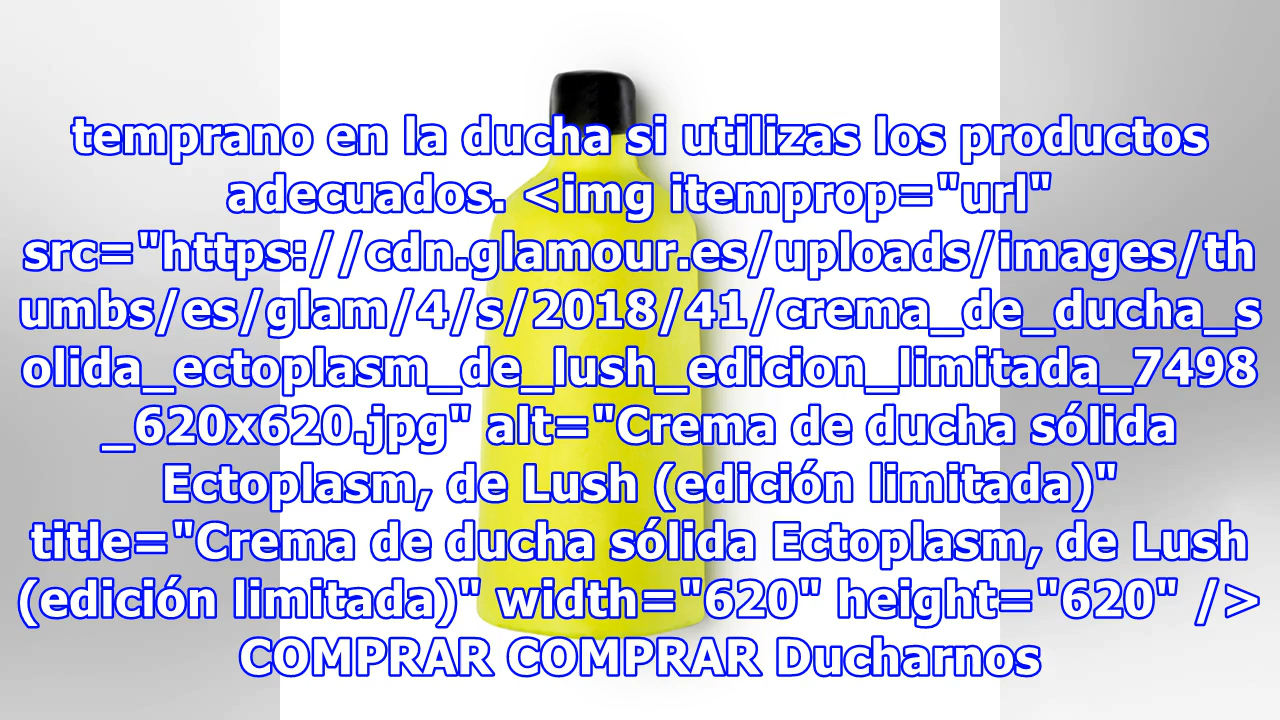 temprano en la ducha si utilizas los productos
adecuados. <img itemprop="url"
src="https://cdn.glamour.es/uploads/images/th
umbs/es/glam/4/s/2018/41/crema_de_ducha_s
olida_ectoplasm_de_lush_edicion_limitada_7498
_620x620.jpg" alt="Crema de ducha sólida
Ectoplasm, de Lush (edición limitada)"
title="Crema de ducha sólida Ectoplasm, de Lush
(edición limitada)" width="620" height="620" />
COMPRAR COMPRAR Ducharnos